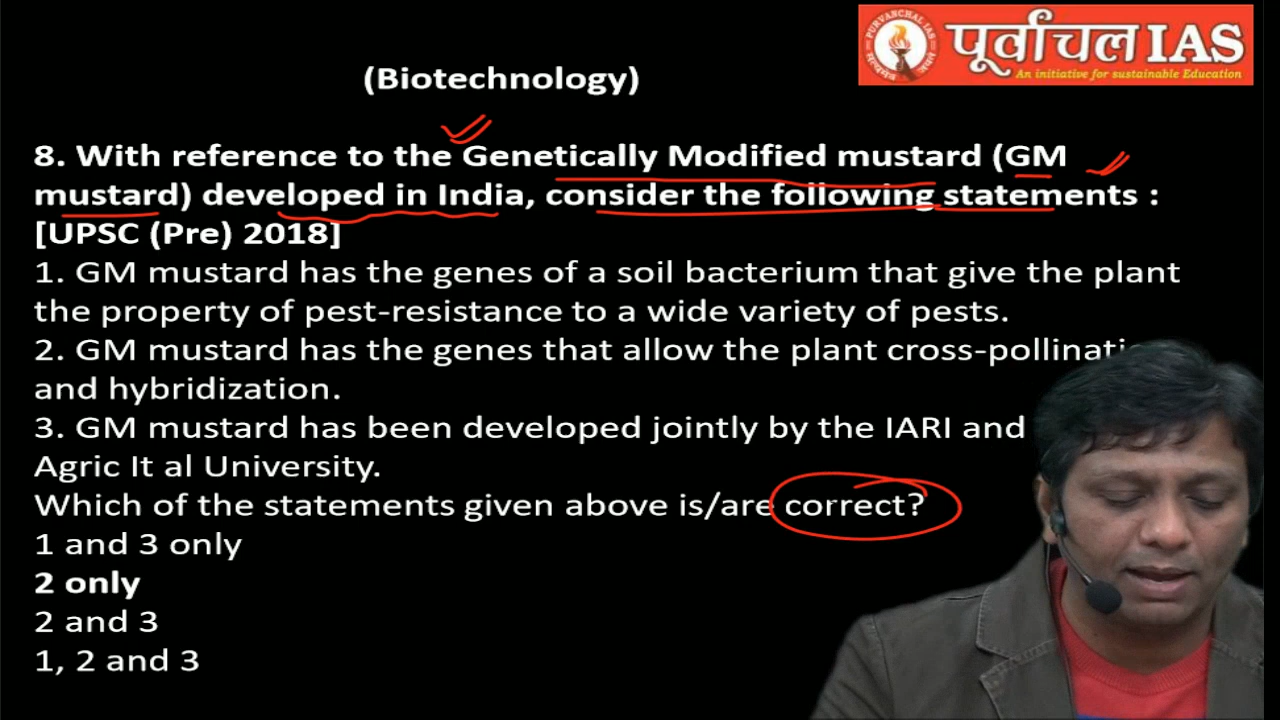 पूर्वांचल IAS
PURVANCHAL IAS
An initiative for sustainable Education
(Biotechnology)
8. With reference to the Genetically Modified mustard (GM
mustard) developed in India, consider the following statements :
[UPSC (Pre) 2018]
1. GM mustard has the genes of a soil bacterium that give the plant
the property of pest-resistance to a wide variety of pests.
2. GM mustard has the genes that allow the plant cross-pollinati
and hybridization.
3. GM mustard has been developed jointly by the IARI and
Agric It al University.
Which of the statements given above is/are correct?
1 and 3 only
2 only
2 and 3
1, 2 and 3